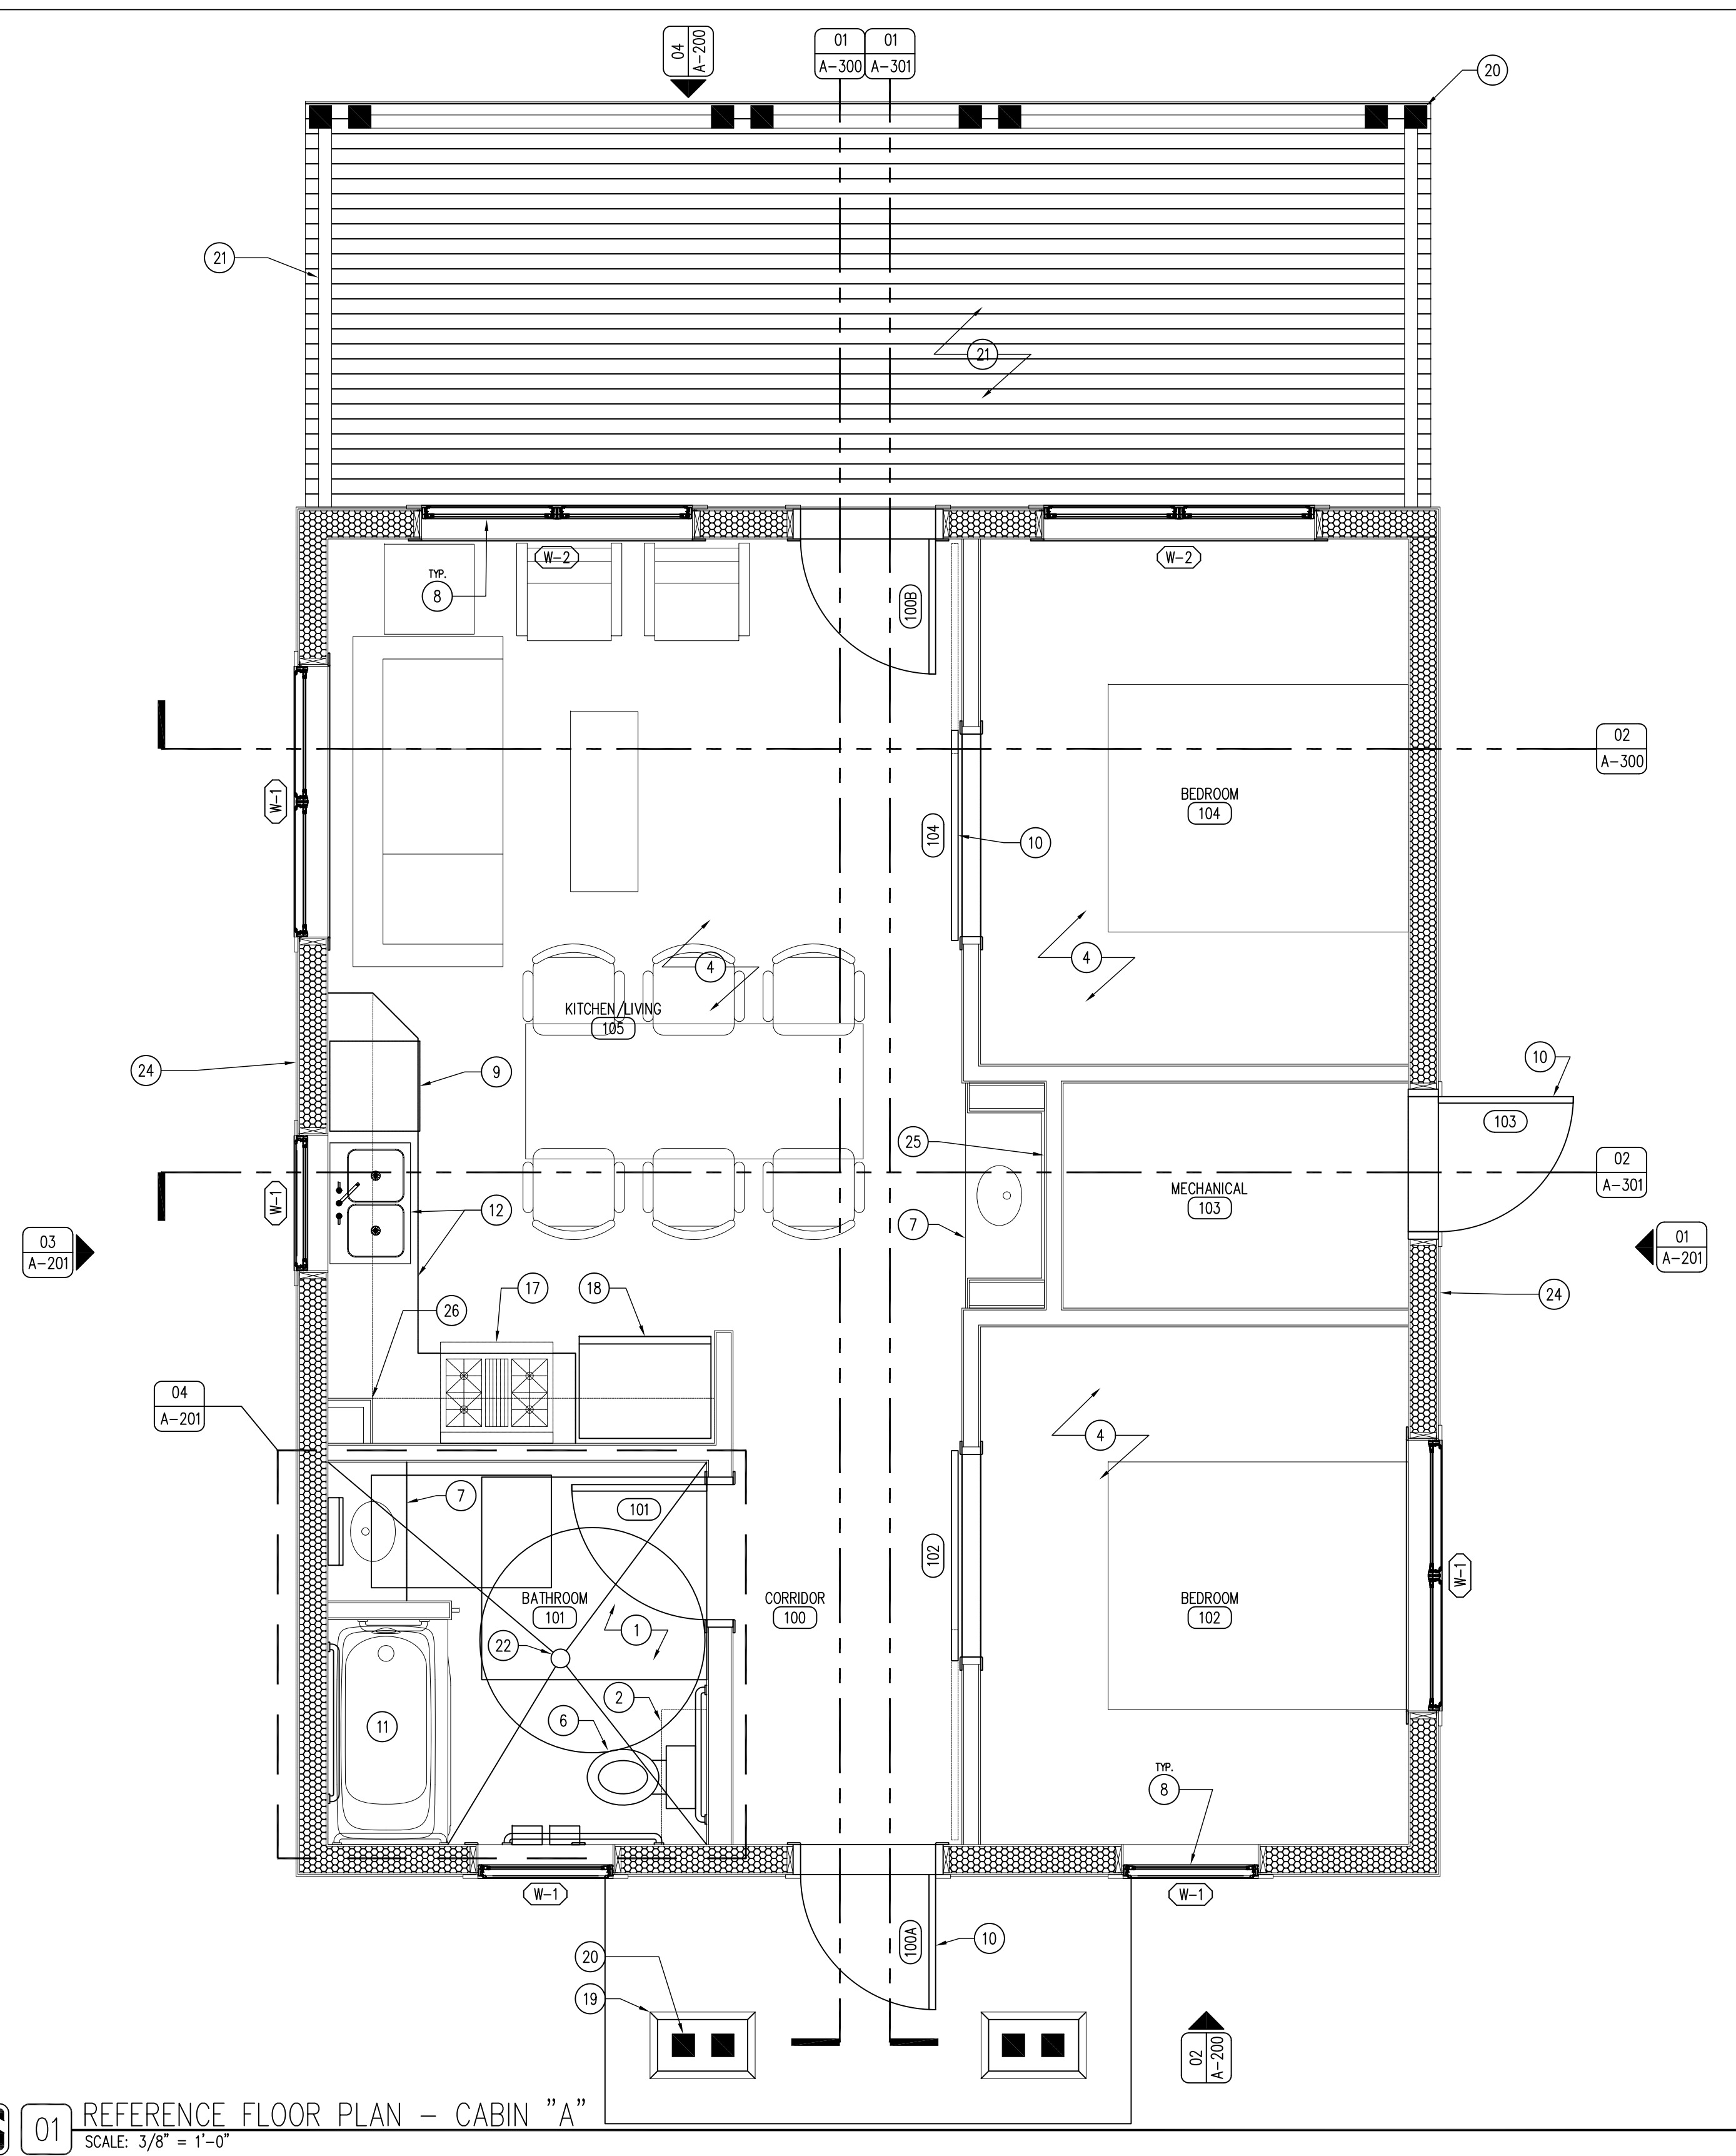 04
A-200
01
A-300
01
A-301
20
21
21
W-2
W-2
TYP.
8
100B
02
A-300
W-1
BEDROOM
104
104
10
4
4
KITCHEN/LIVING
105
24
9
10
103
25
02
A-301
W-1
MECHANICAL
103
12
7
03
A-201
01
A-201
17
18
24
26
04
A-201
4
7
101
102
W-1
BATHROOM
101
CORRIDOR
100
BEDROOM
102
1
22
2
6
11
TYP.
8
W-1
W-1
100A
10
20
19
02
A-200
01
REFERENCE FLOOR PLAN - CABIN "A"
SCALE: 3/8" = 1'-0"